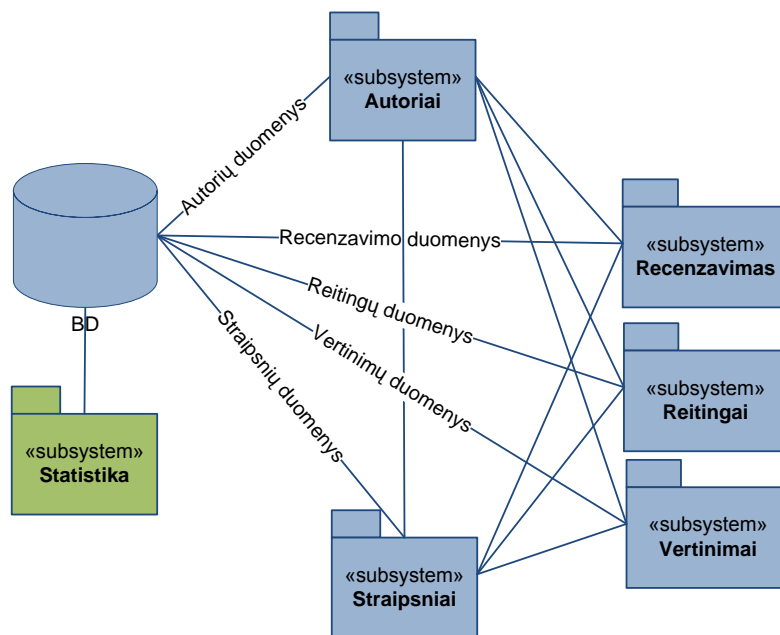 «subsystem»
Autoriai
Autorių duomenys
Recenzavimo duomenys
«subsystem»
Recenzavimas
Reitingų duomenys
BD
Straipsnių duomenys
Vertinimų duomenys
«subsystem»
Reitingai
«subsystem»
Statistika
«subsystem»
Vertinimai
«subsystem»
Straipsniai